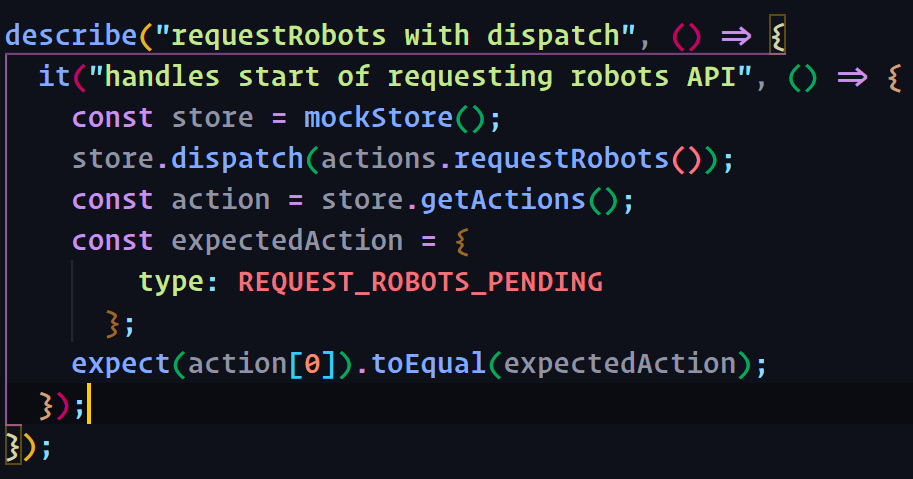 describe("requestRobots with dispatch", () => {
  it("handles start of requesting robots API", () => {
    const store = mockStore();
    store.dispatch(actions.requestRobots());
    const action = store.getActions();
    const expectedAction = {
        type: REQUEST_ROBOTS_PENDING
      };
    expect(action[0]).toEqual(expectedAction);
  });
});